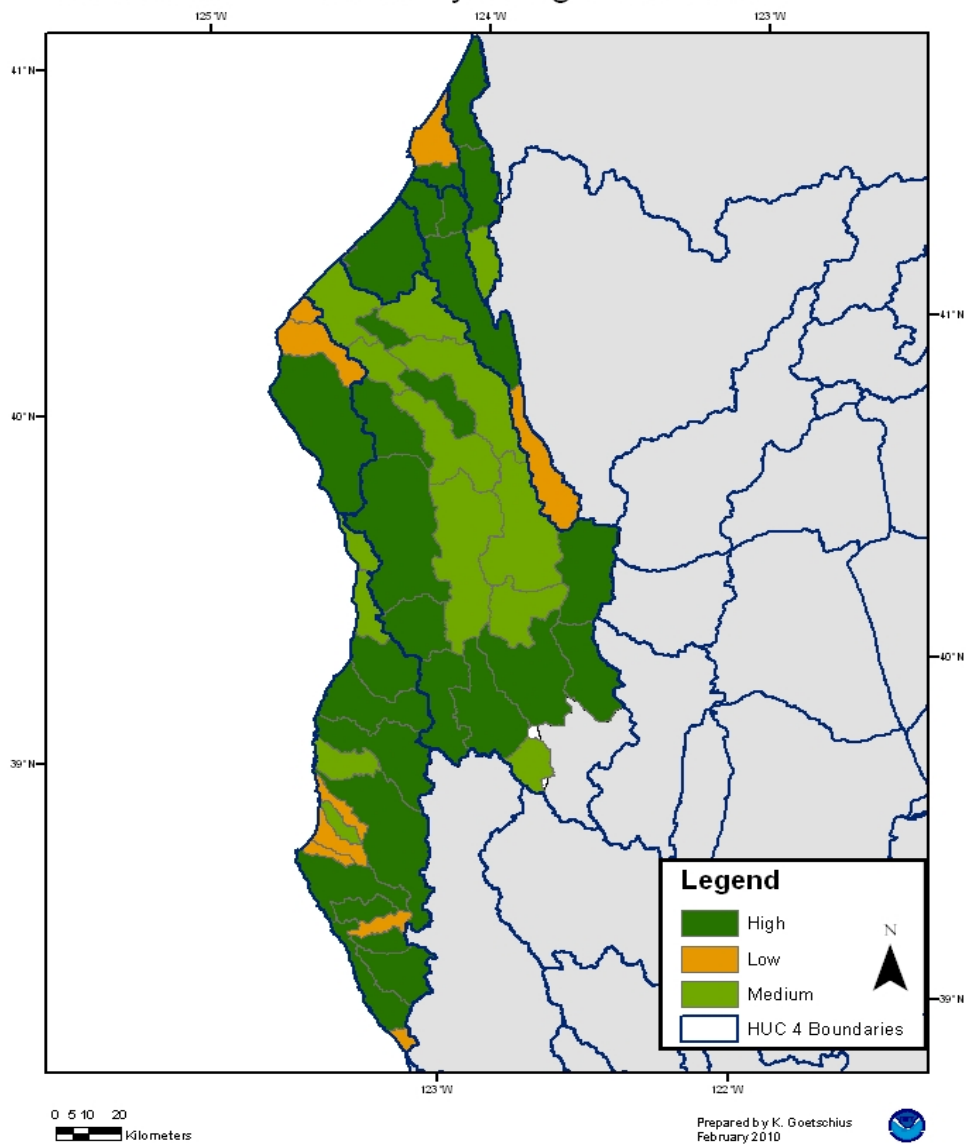 125°W 124°W 123°W
41°N
41°N
40°N
40°N
39°N
39°N
Legend
High
Low
Medium
HUC 4 Boundaries
N
123°W 122°W
0 5 10 20
Kilometers
Prepared by K. Goetschius
February 2010